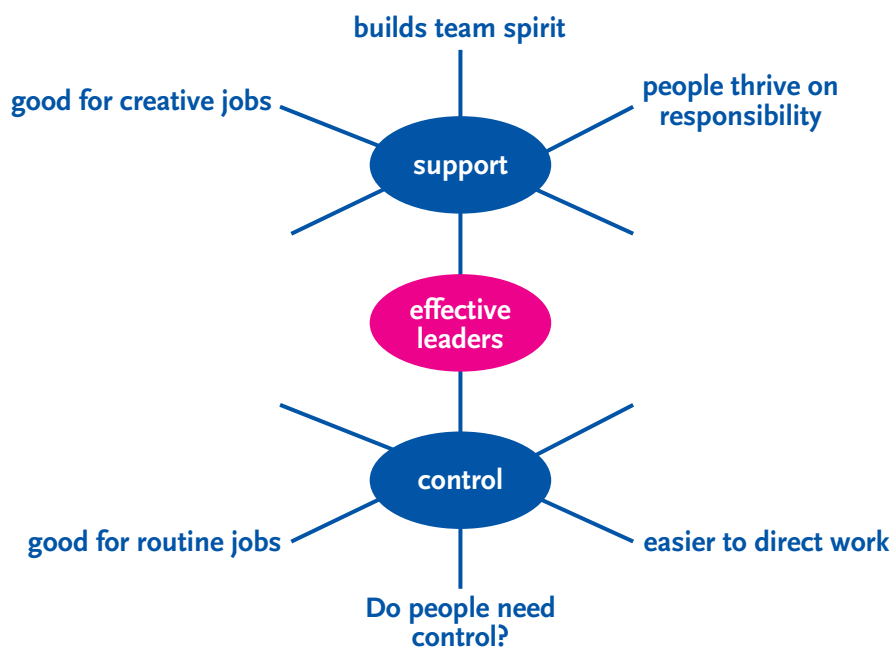 builds team spirit
good for creative jobs
people thrive on
responsibility
support
effective
leaders
control
good for routine jobs
easier to direct work
Do people need
control?